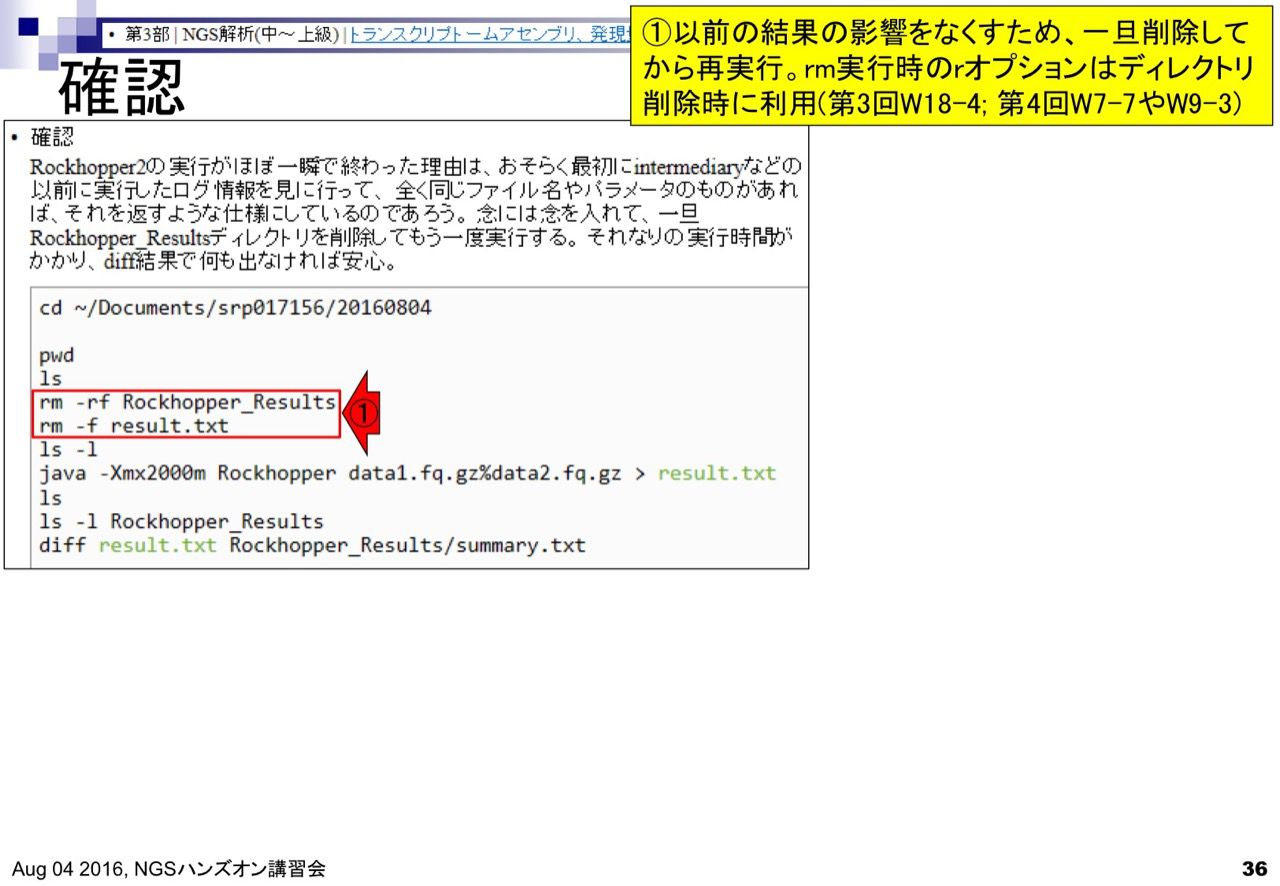 • 第3部 | NGS解析(中～上級) | トランスクリプトームアセンブリ、発現
①以前の結果の影響をなくすため、一旦削除して
から再実行。rm実行時のrオプションはディレクトリ
削除時に利用(第3回W18-4; 第4回W7-7やW9-3)
確認
• 確認
Rockhopper2の実行がほぼ一瞬で終わった理由は、おそらく最初にintermediaryなどの
以前に実行したログ情報を見に行って、全く同じファイル名やパラメータのものがあれ
ば、それを返すような仕様にしているのであろう。念には念を入れて、一旦
Rockhopper_Resultsディレクトリを削除してもう一度実行する。それなりの実行時間が
かかり、diff結果で何も出なければ安心。
cd ~/Documents/srp017156/20160804
pwd
ls
rm -rf Rockhopper_Results
rm -f result.txt
①
ls -l
java -Xmx2000m Rockhopper data1.fq.gz%data2.fq.gz > result.txt
ls
ls -l Rockhopper_Results
diff result.txt Rockhopper_Results/summary.txt
Aug 04 2016, NGSハンズオン講習会
36